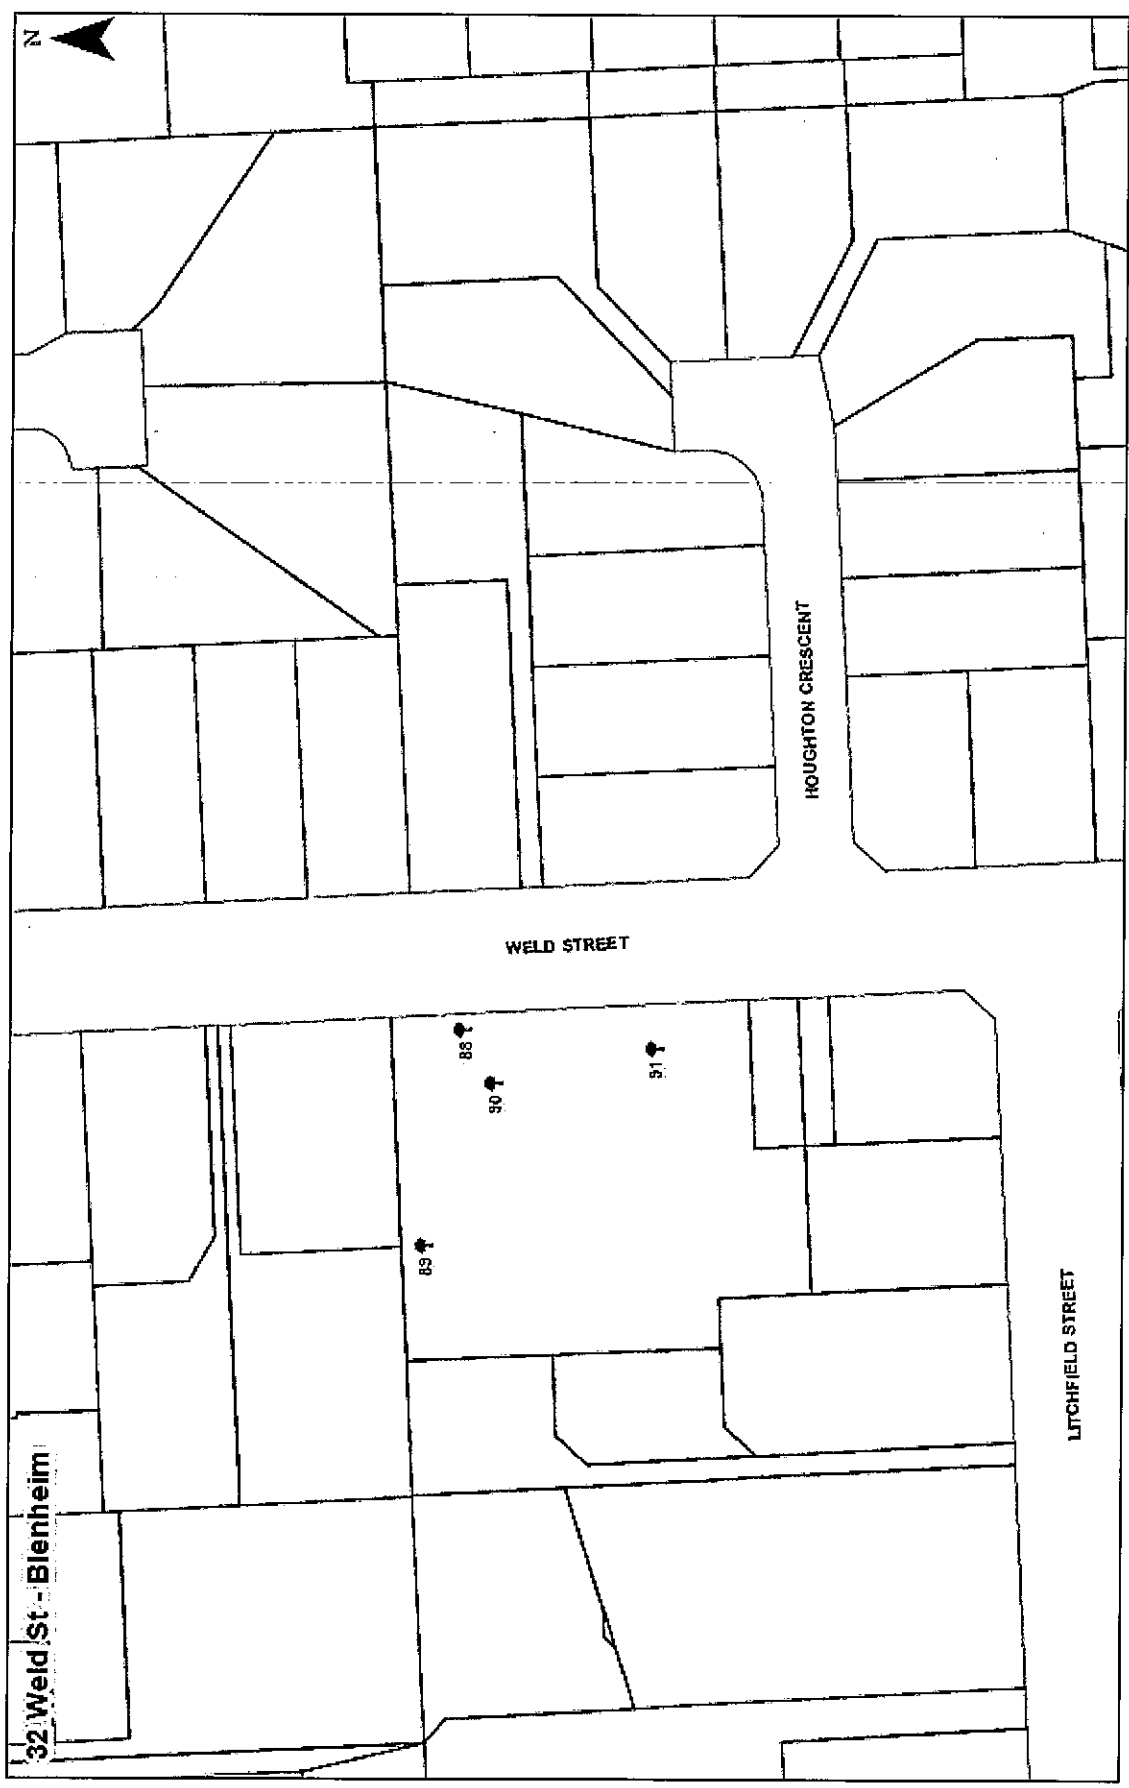 32 Weld St - Blenheim
N
HOUGHTON CRESCENT
WELD STREET
88
90
91
89
LITCHFIELD STREET